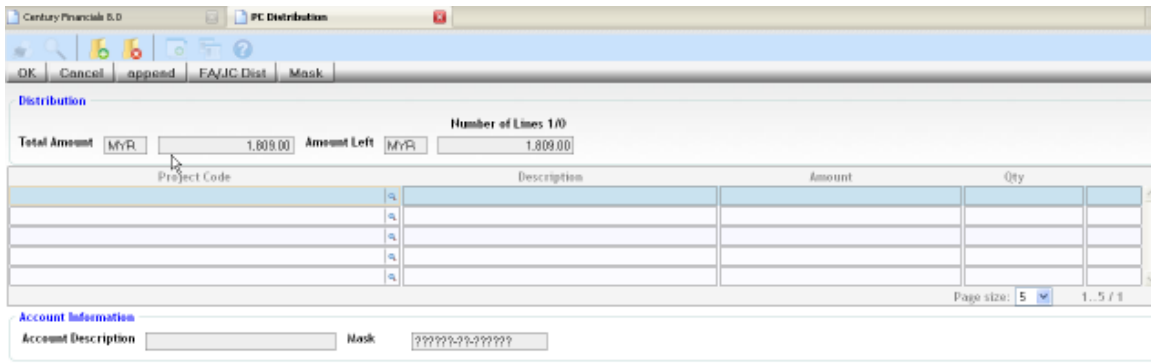 Century Financials 8.0 PC Distribution
OK Cancel append FA/JC Dist Mask
Distribution
Number of Lines 1/0
Total Amount MYR 1,809.00 Amount Left MYR 1,809.00
Project Code Description Amount Qty
Page size: 5 1..5 / 1
Account Information
Account Description Mask ??????-??-??????